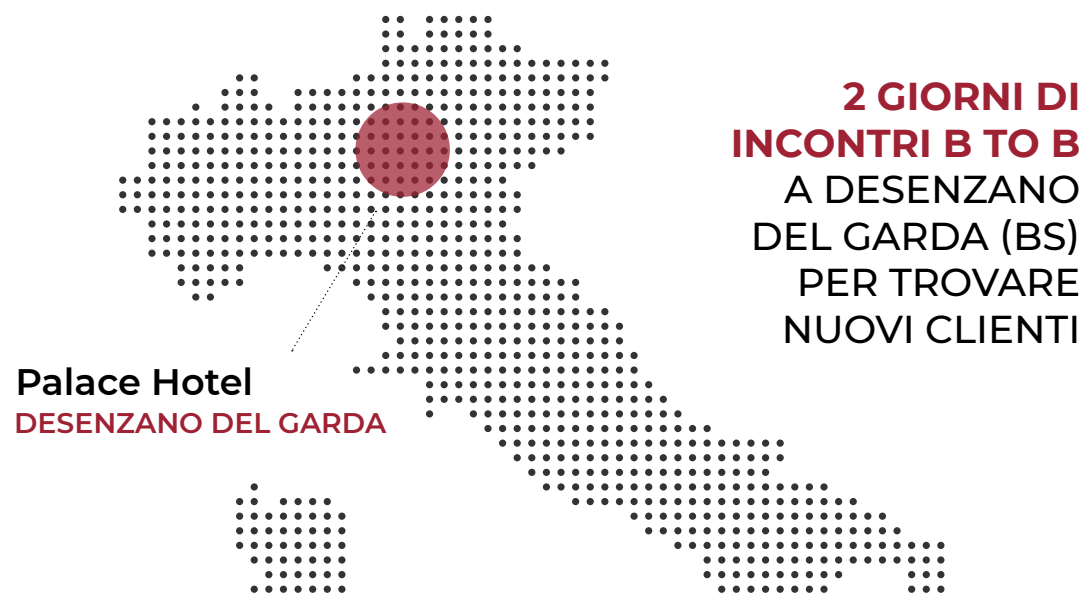 2 GIORNI DI
INCONTRI B TO B
A DESENZANO
DEL GARDA (BS)
PER TROVARE
NUOVI CLIENTI
Palace Hotel
DESENZANO DEL GARDA